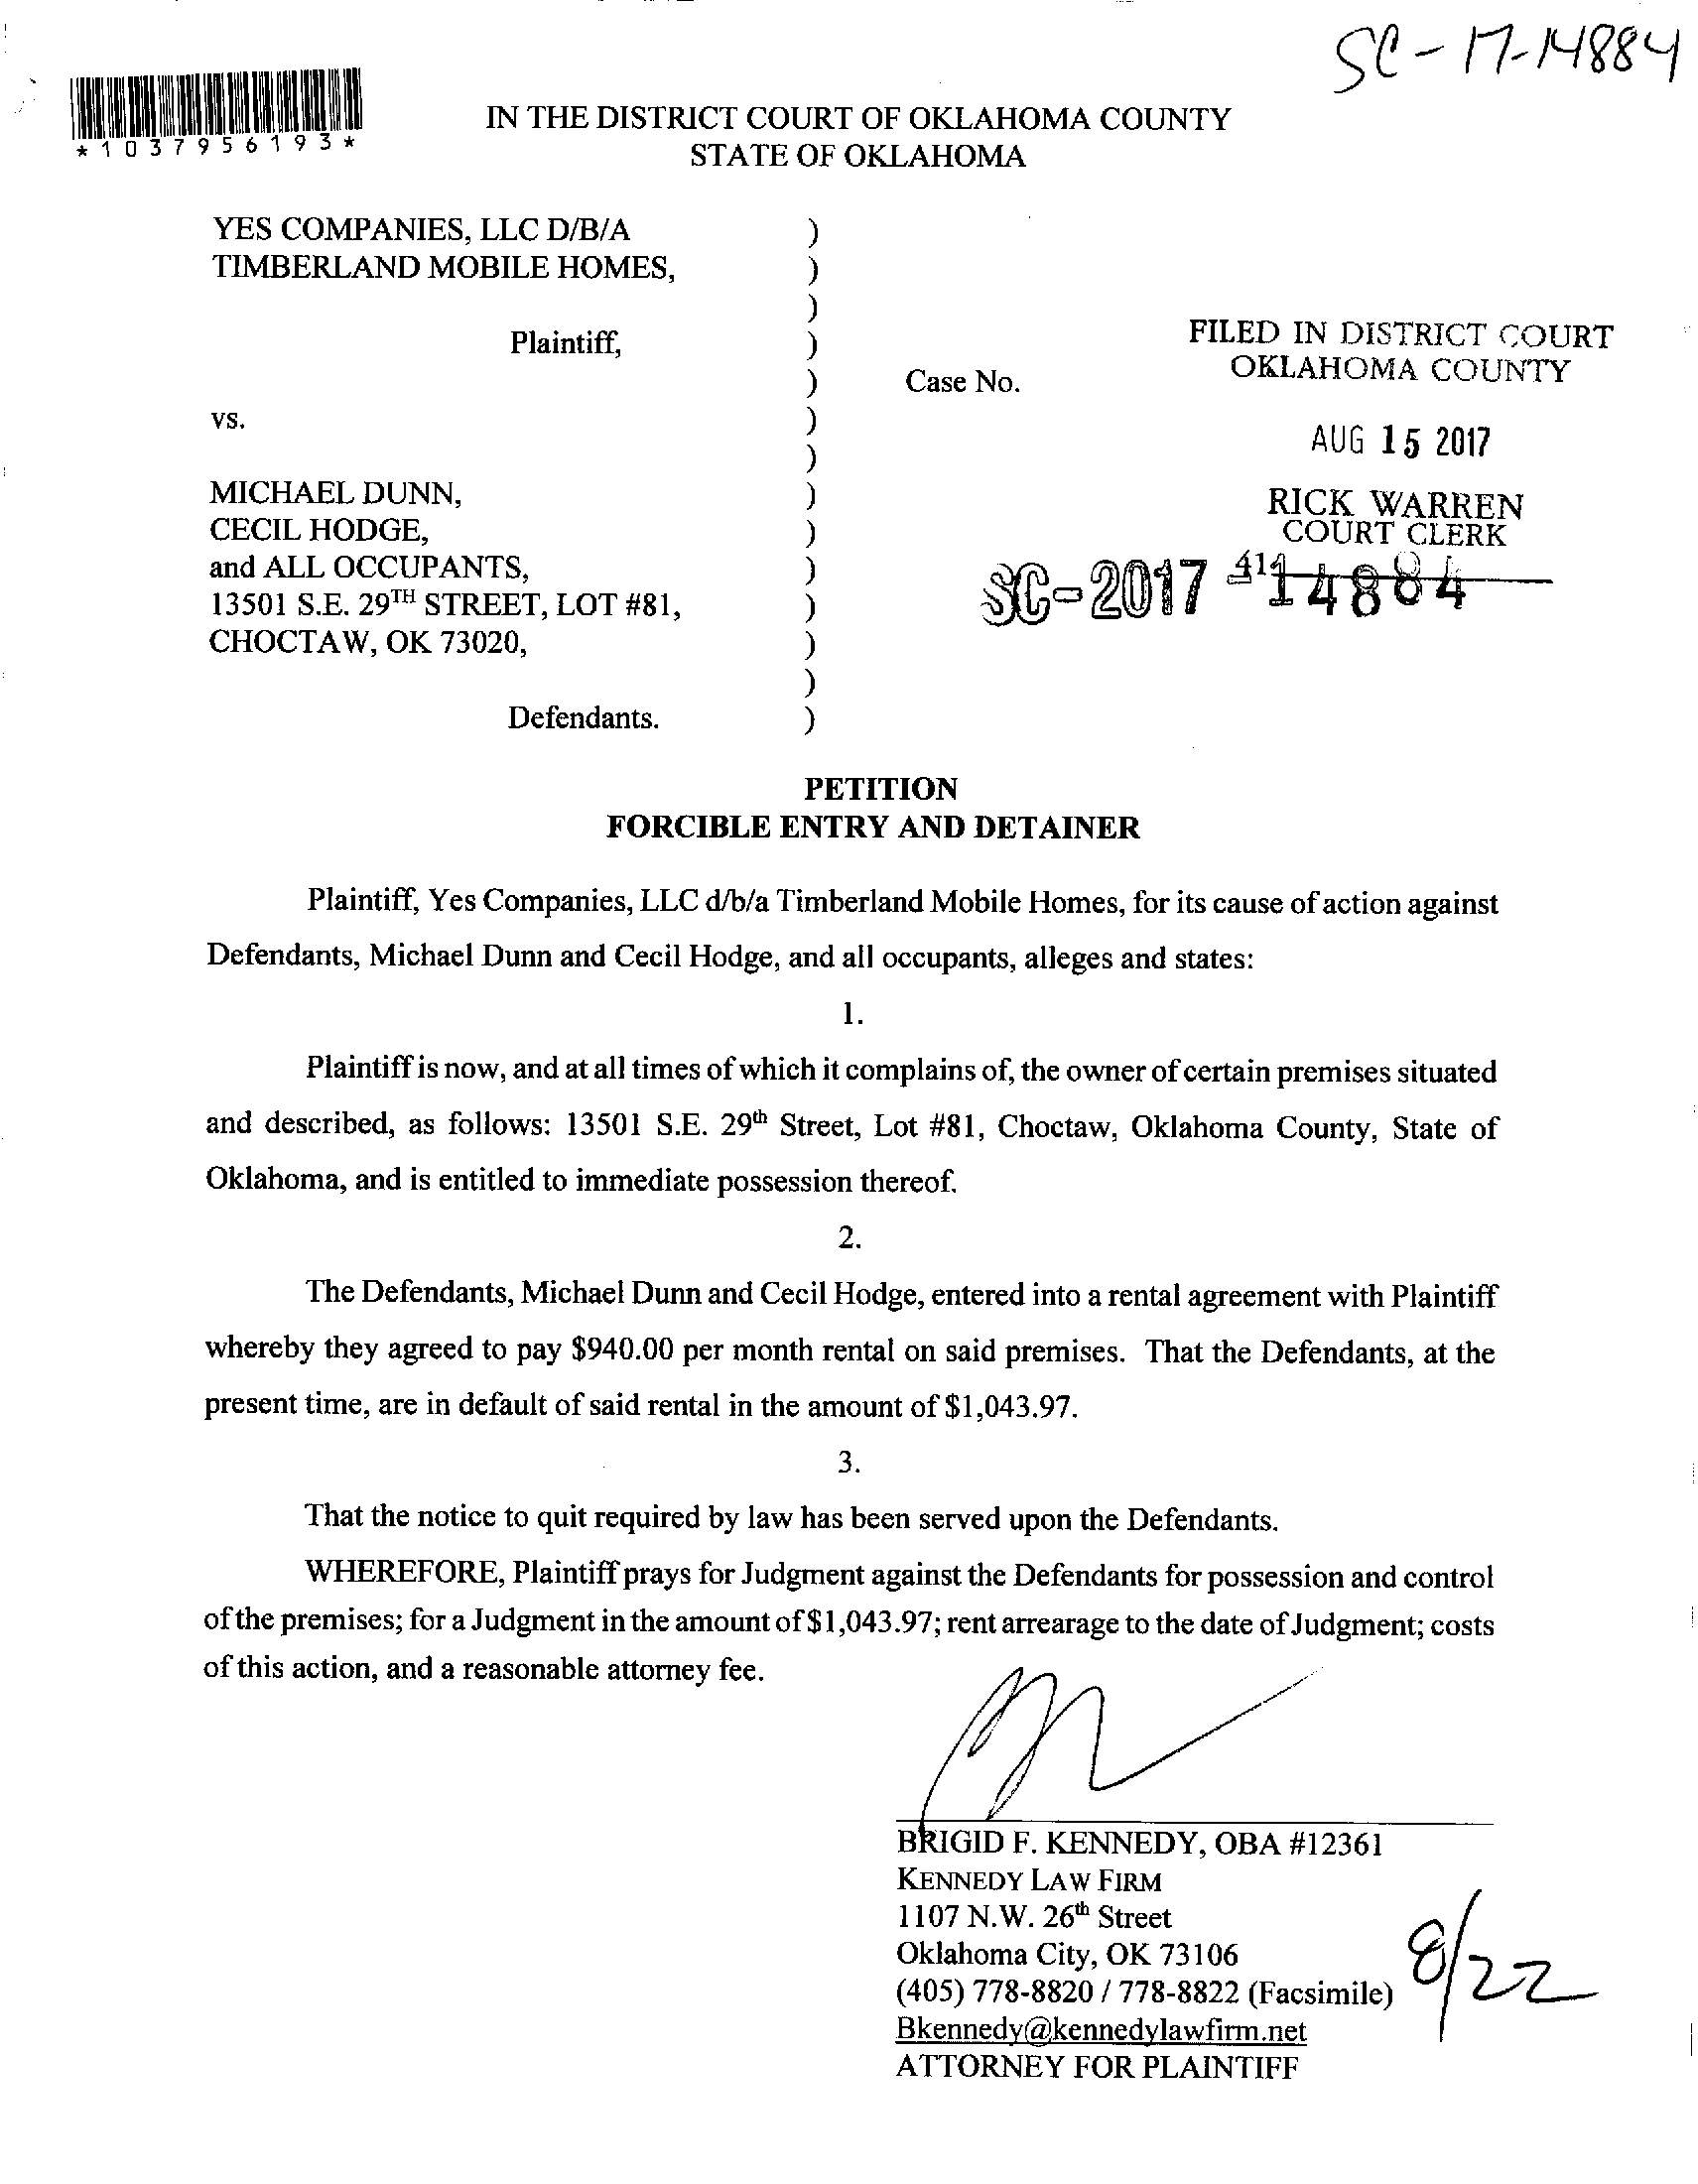 SC-17-14884
*1037956193*
IN THE DISTRICT COURT OF OKLAHOMA COUNTY
STATE OF OKLAHOMA
YES COMPANIES, LLC D/B/A )
TIMBERLAND MOBILE HOMES, )
)
Plaintiff, )
FILED IN DISTRICT COURT
OKLAHOMA COUNTY
) Case No.
vs. )
AUG 15 2017
)
MICHAEL DUNN, )
RICK WARREN
CECIL HODGE, )
COURT CLERK
and ALL OCCUPANTS, )
41
SC-2017-14884
13501 S.E. 29TH STREET, LOT #81, )
CHOCTAW, OK 73020, )
)
Defendants. )
PETITION
FORCIBLE ENTRY AND DETAINER
Plaintiff, Yes Companies, LLC d/b/a Timberland Mobile Homes, for its cause of action against
Defendants, Michael Dunn and Cecil Hodge, and all occupants, alleges and states:
1.
Plaintiff is now, and at all times of which it complains of, the owner of certain premises situated
and described, as follows: 13501 S.E. 29th Street, Lot #81, Choctaw, Oklahoma County, State of
Oklahoma, and is entitled to immediate possession thereof.
2.
The Defendants, Michael Dunn and Cecil Hodge, entered into a rental agreement with Plaintiff
whereby they agreed to pay $940.00 per month rental on said premises. That the Defendants, at the
present time, are in default of said rental in the amount of $1,043.97.
3.
That the notice to quit required by law has been served upon the Defendants.
WHEREFORE, Plaintiff prays for Judgment against the Defendants for possession and control
of the premises; for a Judgment in the amount of $1,043.97; rent arrearage to the date of Judgment; costs
of this action, and a reasonable attorney fee.
BRIGID F. KENNEDY, OBA #12361
KENNEDY LAW FIRM
1107 N.W. 26th Street
Oklahoma City, OK 73106
(405) 778-8820 / 778-8822 (Facsimile)
8/22
Bkennedy@kennedylawfirm.net
ATTORNEY FOR PLAINTIFF